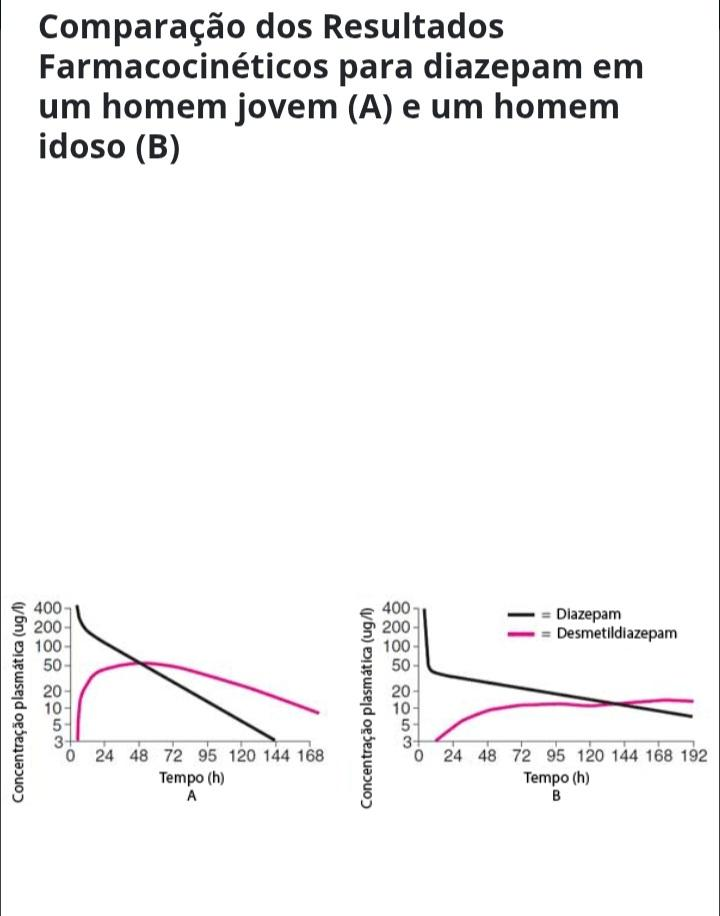 Comparação dos Resultados
Farmacocinéticos para diazepam em
um homem jovem (A) e um homem
idoso (B)
Concentração plasmática (ug/l)
400
200
100
50
20
10
5
3
0 24 48 72 95 120 144 168
Tempo (h)
A
Concentração plasmática (ug/l)
400
200
100
50
20
10
5
3
0 24 48 72 95 120 144 168 192
Tempo (h)
B
= Diazepam
= Desmetildiazepam